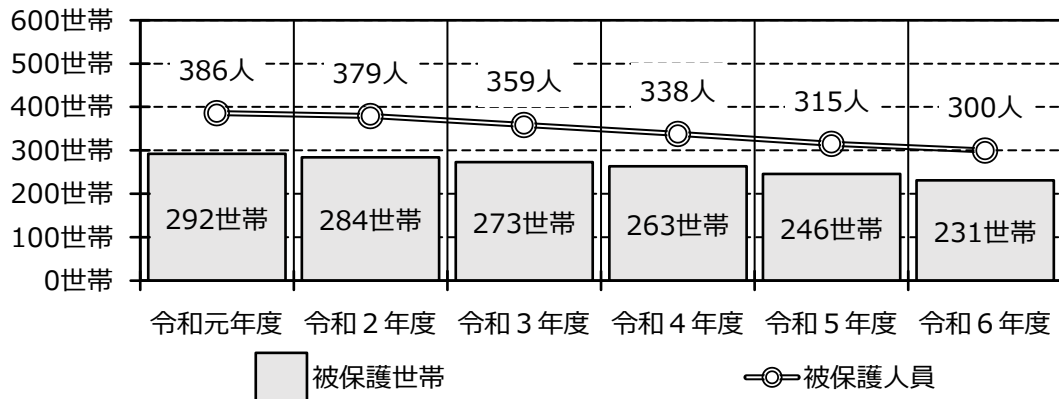 600世帯
500世帯
400世帯
300世帯
200世帯
100世帯
0世帯
386人 379人 359人 338人 315人 300人
292世帯 284世帯 273世帯 263世帯 246世帯 231世帯
令和元年度 令和２年度 令和３年度 令和４年度 令和５年度 令和６年度
被保護世帯 被保護人員